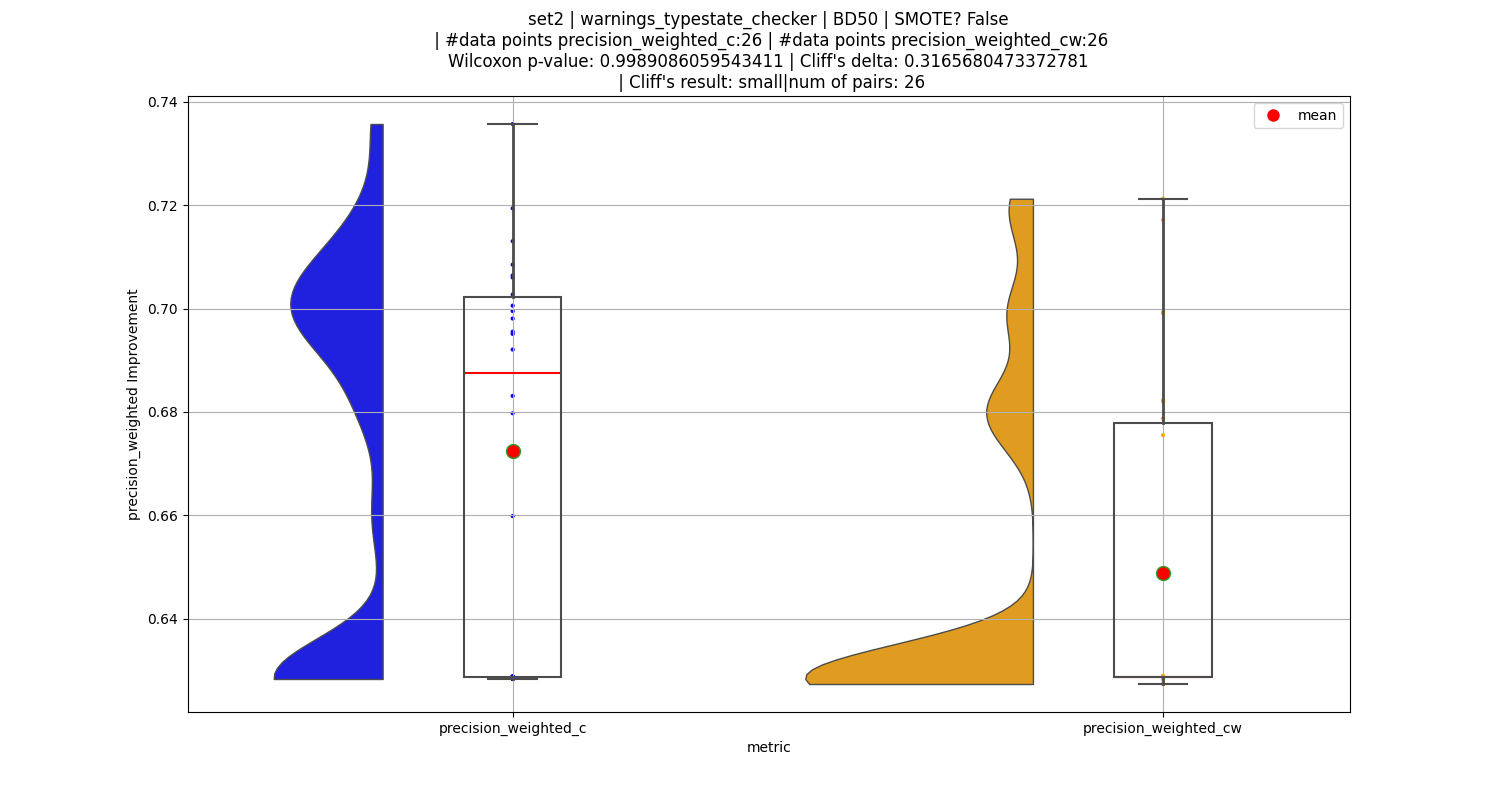 set2 | warnings_typestate_checker | BD50 | SMOTE? False
| #data points precision_weighted_c:26 | #data points precision_weighted_cw:26
Wilcoxon p-value: 0.9989086059543411 | Cliff's delta: 0.3165680473372781
| Cliff's result: small|num of pairs: 26
mean
0.74
0.72
0.70
0.68
0.66
0.64
precision_weighted Improvement
precision_weighted_c
precision_weighted_cw
metric